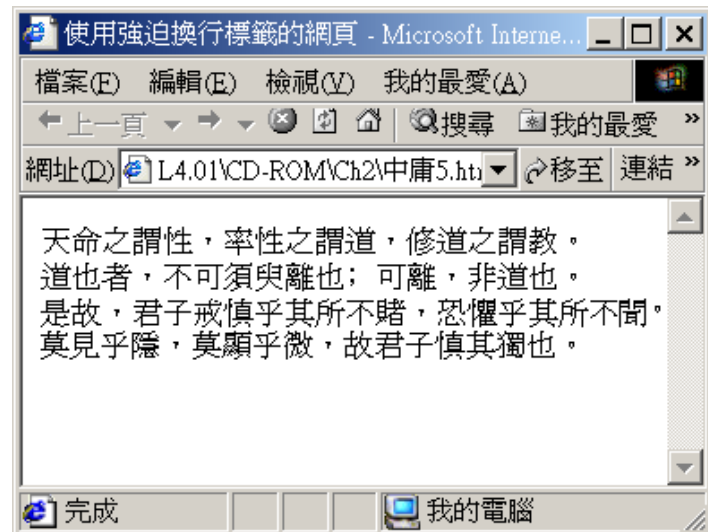 使用強迫換行標籤的網頁 - Microsoft Interne...
檔案(F) 編輯(E) 檢視(V) 我的最愛(A)
上一頁 搜尋 我的最愛 »
網址(D) L4.01\CD-ROM\Ch2\中庸5.ht 移至 連結 »
天命之謂性，率性之謂道，修道之謂教。
道也者，不可須臾離也; 可離，非道也。
是故，君子戒慎乎其所不賭，恐懼乎其所不聞。
莫見乎隱，莫顯乎微，故君子慎其獨也。
完成 我的電腦